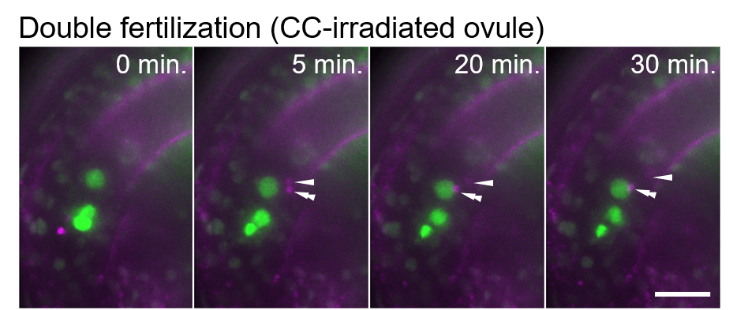 Double fertilization (CC-irradiated ovule)
0 min.
5 min.
20 min.
30 min.